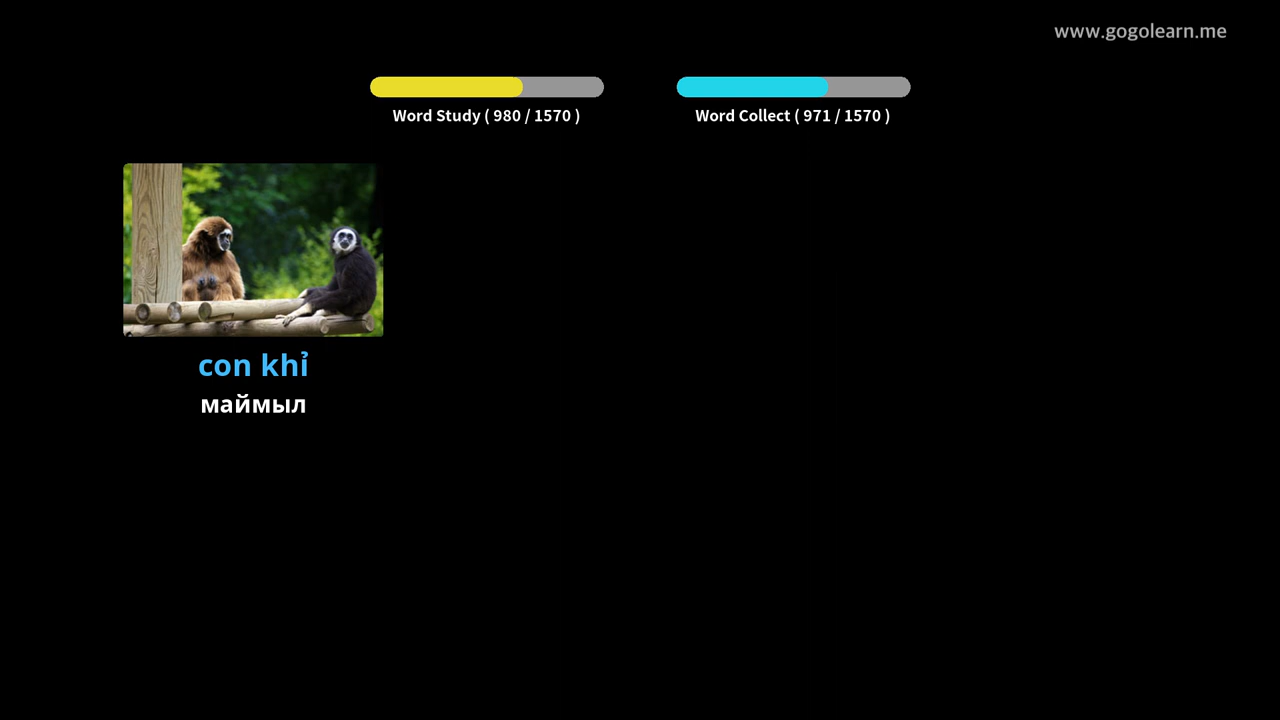 www.gogolearn.me
Word Study ( 980 / 1570 )
Word Collect ( 971 / 1570 )
con khỉ
маймыл